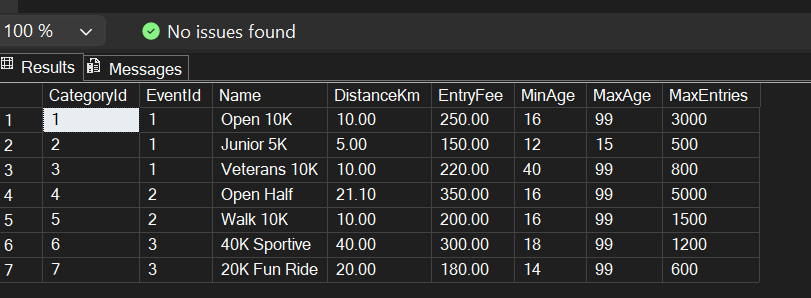 100 %
No issues found
Results Messages
CategoryId EventId Name DistanceKm EntryFee MinAge MaxAge MaxEntries
1 1 1 Open 10K 10.00 250.00 16 99 3000
2 2 1 Junior 5K 5.00 150.00 12 15 500
3 3 1 Veterans 10K 10.00 220.00 40 99 800
4 4 2 Open Half 21.10 350.00 16 99 5000
5 5 2 Walk 10K 10.00 200.00 16 99 1500
6 6 3 40K Sportive 40.00 300.00 18 99 1200
7 7 3 20K Fun Ride 20.00 180.00 14 99 600